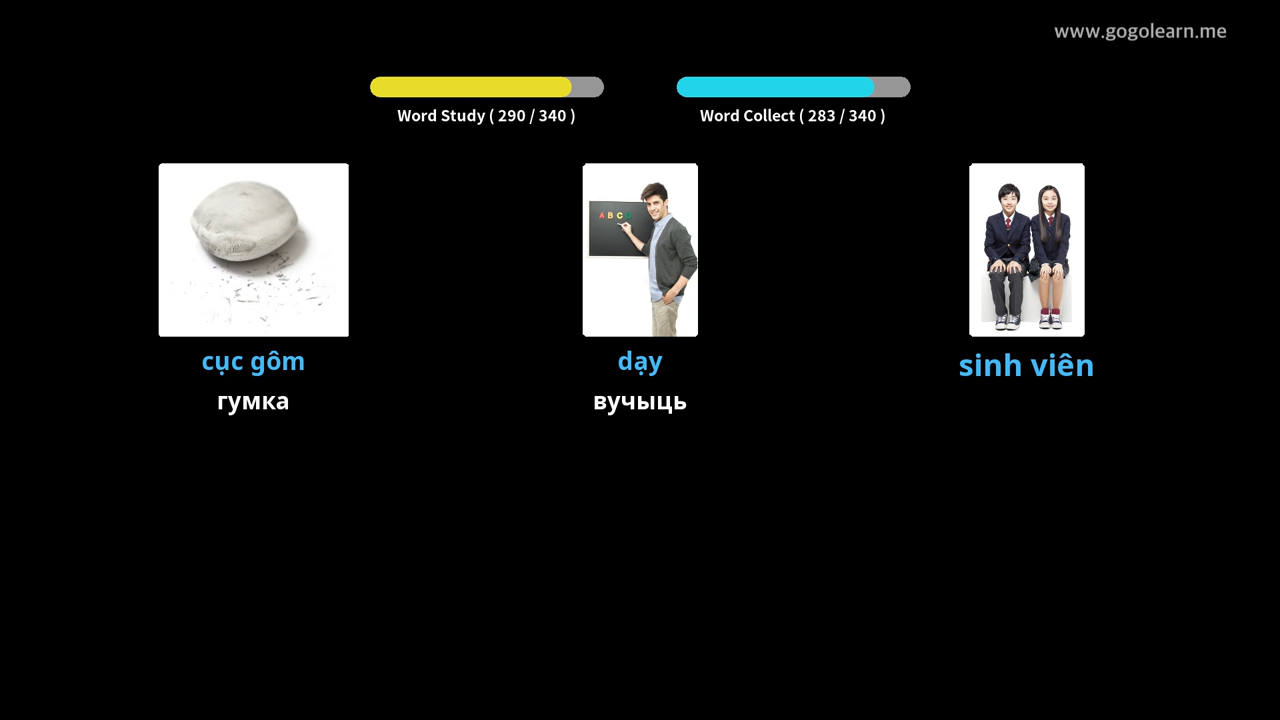 www.gogolearn.me
Word Study ( 290 / 340 )
Word Collect ( 283 / 340 )
A B C D
cục gôm
dạy
sinh viên
гумка
вучыць